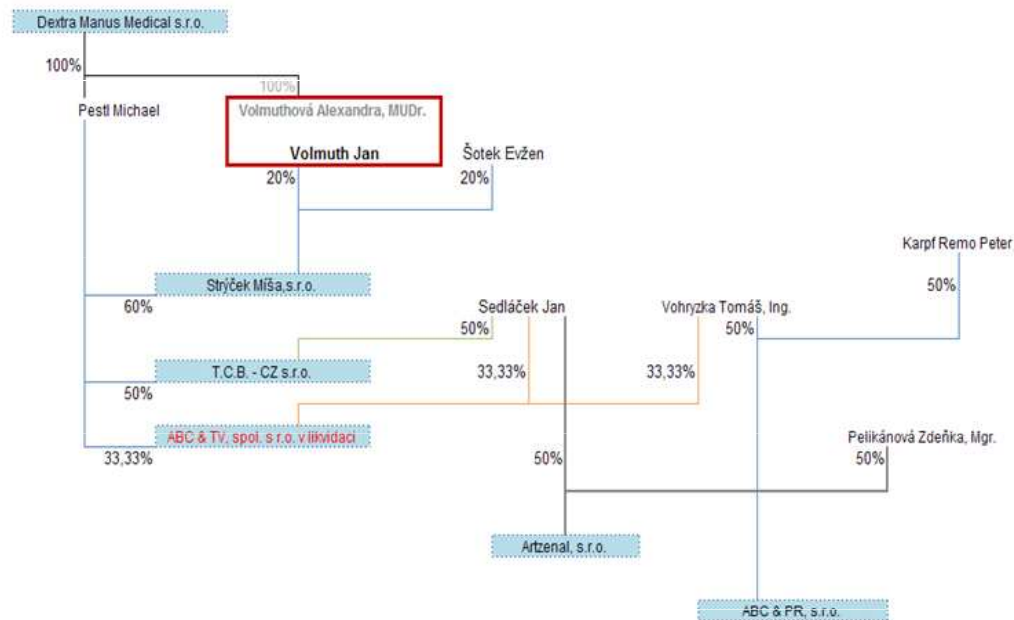 Dextra Manus Medical s.r.o.
100%
100%
Pestl Michael
Volmuthová Alexandra, MUDr.
Volmuth Jan
Šotek Evžen
20%
20%
Karpf Remo Peter
50%
Strýček Míša,s.r.o.
60%
Sedláček Jan
Vohryzka Tomáš, Ing.
50%
50%
T.C.B. - CZ s.r.o.
33,33%
33,33%
50%
ABC & TV, spol. s r.o. v likvidaci
33,33%
Pelikánová Zdeňka, Mgr.
50%
50%
Artzenal, s.r.o.
ABC & PR, s.r.o.